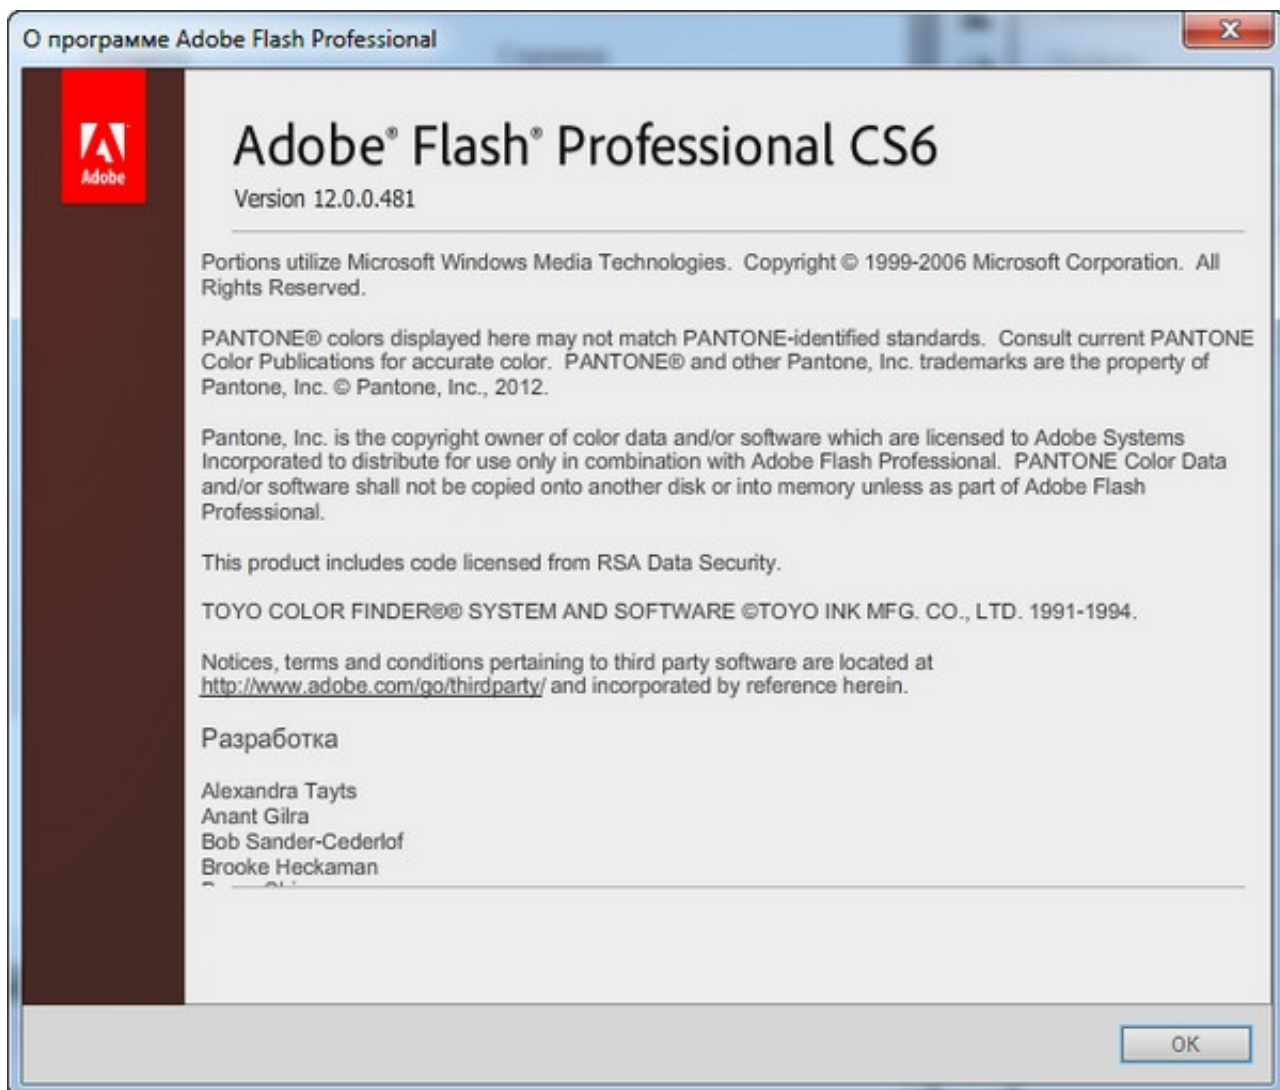 О программе Adobe Flash Professional
Adobe
Adobe® Flash® Professional CS6
Version 12.0.0.481
Portions utilize Microsoft Windows Media Technologies.  Copyright © 1999-2006 Microsoft Corporation.  All
Rights Reserved.
PANTONE® colors displayed here may not match PANTONE-identified standards.  Consult current PANTONE
Color Publications for accurate color.  PANTONE® and other Pantone, Inc. trademarks are the property of
Pantone, Inc. © Pantone, Inc., 2012.
Pantone, Inc. is the copyright owner of color data and/or software which are licensed to Adobe Systems
Incorporated to distribute for use only in combination with Adobe Flash Professional.  PANTONE Color Data
and/or software shall not be copied onto another disk or into memory unless as part of Adobe Flash
Professional.
This product includes code licensed from RSA Data Security.
TOYO COLOR FINDER®® SYSTEM AND SOFTWARE ©TOYO INK MFG. CO., LTD. 1991-1994.
Notices, terms and conditions pertaining to third party software are located at
http://www.adobe.com/go/thirdparty/ and incorporated by reference herein.
Разработка
Alexandra Tayts
Anant Gilra
Bob Sander-Cederlof
Brooke Heckaman
OK